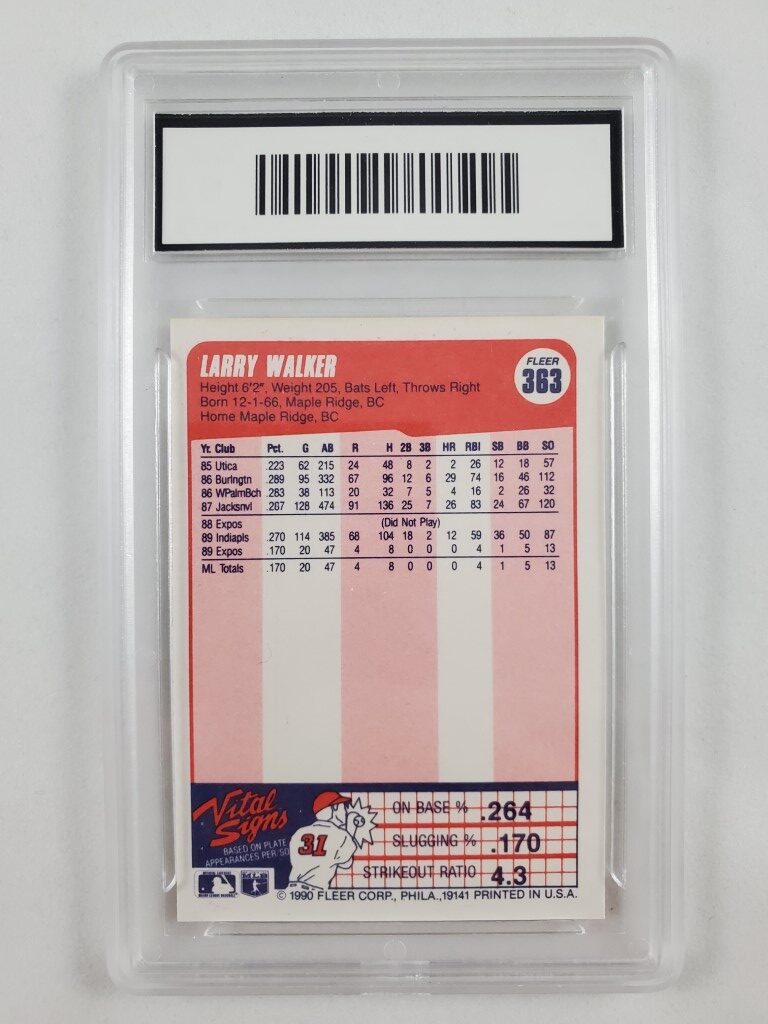 LARRY WALKER
FLEER
363
Height 6'2", Weight 205, Bats Left, Throws Right
Born 12-1-66, Maple Ridge, BC
Home Maple Ridge, BC
Yr. Club Pct. G AB R H 2B 3B HR RBI SB BB SO
85 Utica .223 62 215 24 48 8 2 2 26 12 18 57
86 Burlngtn .289 95 332 67 96 12 6 29 74 16 46 112
86 WPalmBch .283 38 113 20 32 7 5 4 16 2 26 32
87 Jacksnvl .267 128 474 91 136 25 7 26 83 24 67 120
88 Expos (Did Not Play)
89 Indiapls .270 114 385 68 104 18 2 12 59 36 50 87
89 Expos .170 20 47 4 8 0 0 0 4 1 5 13
ML Totals .170 20 47 4 8 0 0 0 4 1 5 13
Vital
Signs
BASED ON PLATE
APPEARANCES PER SO
31
ON BASE % .264
SLUGGING % .170
STRIKEOUT RATIO 4.3
© 1990 FLEER CORP., PHILA., 19141 PRINTED IN U.S.A.